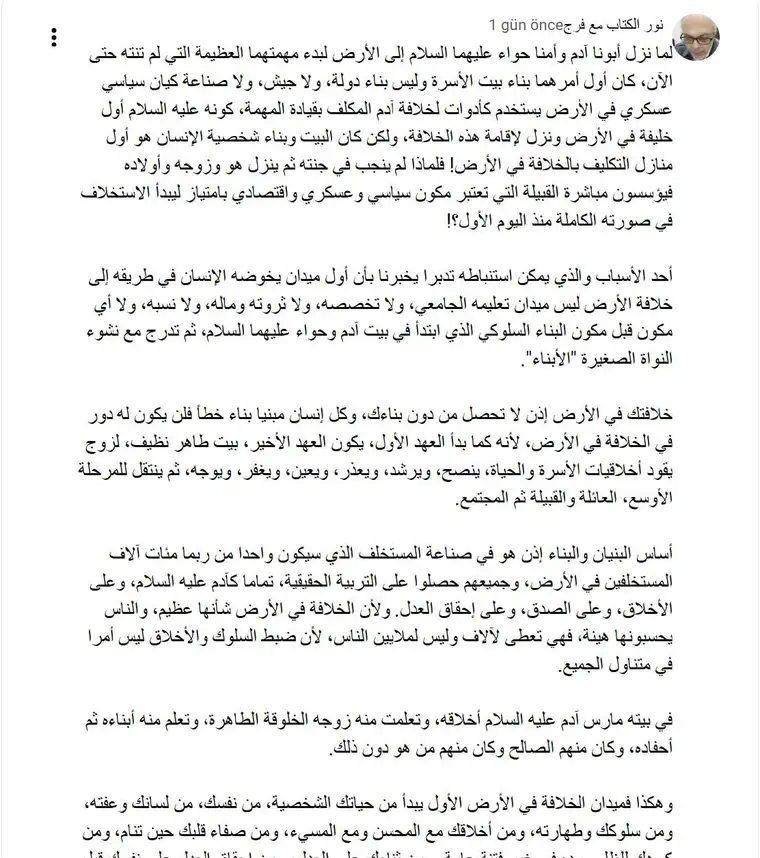 نور الكتاب مع فرج 1 gün önce
لما نزل أبونا آدم وأمنا حواء عليهما السلام إلى الأرض لبدء مهمتهما العظيمة التي لم تنته حتى
الآن، كان أول أمرهما بناء بيت الأسرة وليس بناء دولة، ولا جيش، ولا صناعة كيان سياسي
عسكري في الأرض يستخدم كأدوات لخلافة آدم المكلف بقيادة المهمة، كونه عليه السلام أول
خليفة في الأرض ونزل لإقامة هذه الخلافة، ولكن كان البيت وبناء شخصية الإنسان هو أول
منازل التكليف بالخلافة في الأرض! فلماذا لم ينجب في جنته ثم ينزل هو وزوجه وأولاده
فيؤسسون مباشرة القبيلة التي تعتبر مكون سياسي وعسكري واقتصادي بامتياز ليبدأ الاستخلاف
في صورته الكاملة منذ اليوم الأول؟!
أحد الأسباب والذي يمكن استنباطه تدبرا يخبرنا بأن أول ميدان يخوضه الإنسان في طريقه إلى
خلافة الأرض ليس ميدان تعليمه الجامعي، ولا تخصصه، ولا ثروته وماله، ولا نسبه، ولا أي
مكون قبل مكون البناء السلوكي الذي ابتدأ في بيت آدم وحواء عليهما السلام، ثم تدرج مع نشوء
النواة الصغيرة "الأبناء".
خلافتك في الأرض إذن لا تحصل من دون بناءك، وكل إنسان مبنيا بناء خطأ فلن يكون له دور
في الخلافة في الأرض، لأنه كما بدأ العهد الأول، يكون العهد الأخير، بيت طاهر نظيف، لزوج
يقود أخلاقيات الأسرة والحياة، ينصح، ويرشد، ويعذر، ويعين، ويغفر، ويوجه، ثم ينتقل للمرحلة
الأوسع، العائلة والقبيلة ثم المجتمع.
أساس البنيان والبناء إذن هو في صناعة المستخلف الذي سيكون واحدا من ربما مئات آلاف
المستخلفين في الأرض، وجميعهم حصلوا على التربية الحقيقية، تماما كآدم عليه السلام، وعلى
الأخلاق، وعلى الصدق، وعلى إحقاق العدل. ولأن الخلافة في الأرض شأنها عظيم، والناس
يحسبونها هينة، فهي تعطى لآلاف وليس لملايين الناس، لأن ضبط السلوك والأخلاق ليس أمرا
في متناول الجميع.
في بيته مارس آدم عليه السلام أخلاقه، وتعلمت منه زوجه الخلوقة الطاهرة، وتعلم منه أبناءه ثم
أحفاده، وكان منهم الصالح وكان منهم من هو دون ذلك.
وهكذا فميدان الخلافة في الأرض الأول يبدأ من حياتك الشخصية، من نفسك، من لسانك وعفته،
ومن سلوكك وطهارته، ومن أخلاقك مع المحسن ومع المسيء، ومن صفاء قلبك حين تنام، ومن